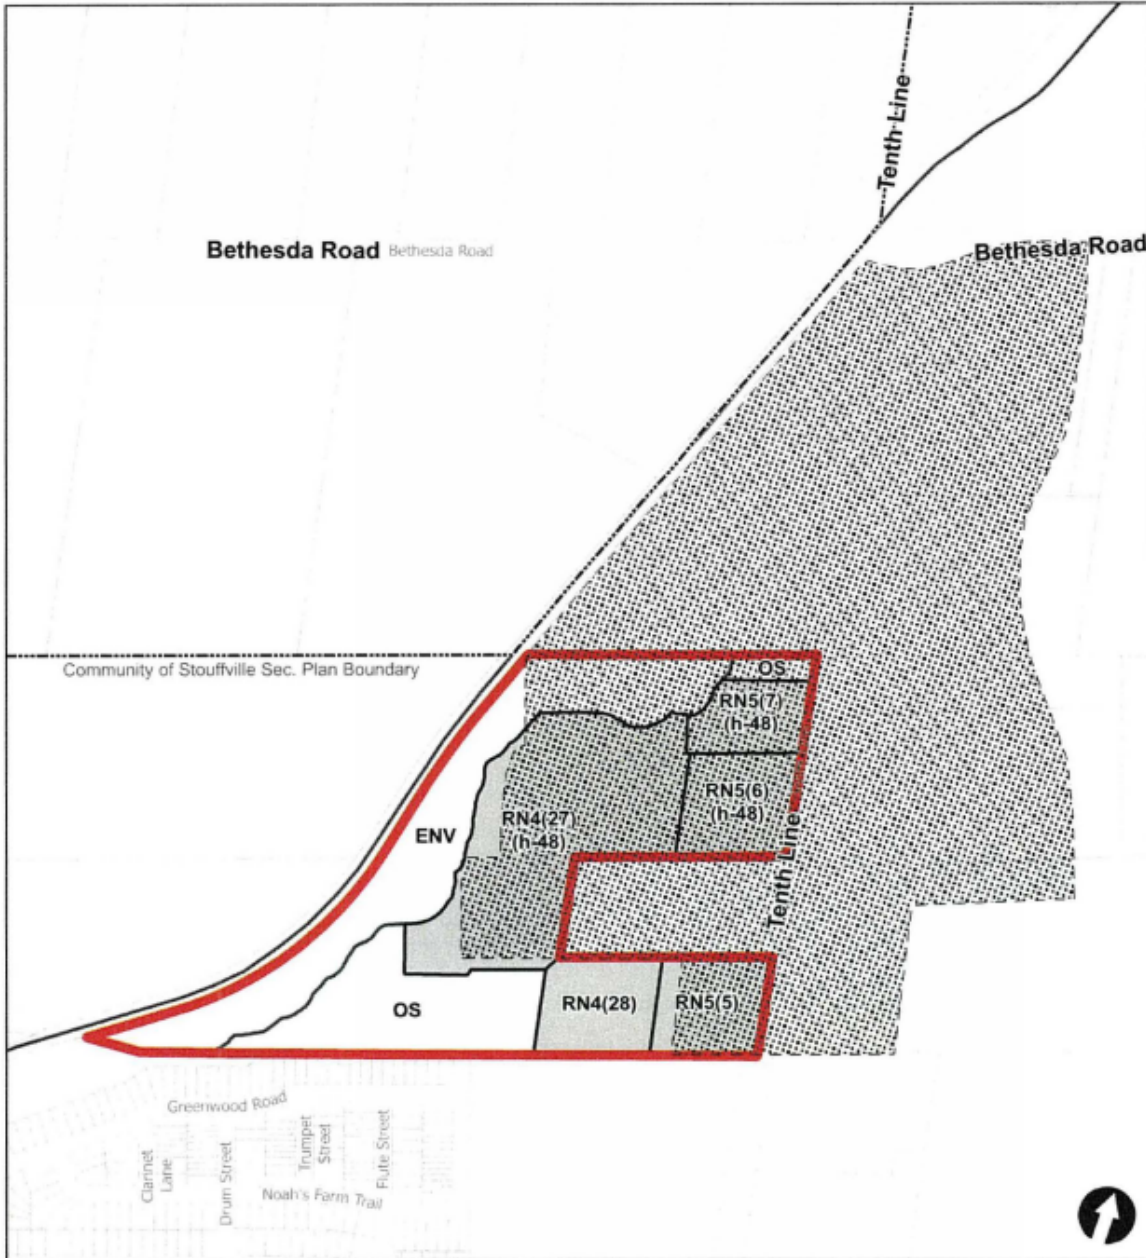 Tenth Line
Bethesda Road
Bethesda Road
Bethesda Road
Community of Stouffville Sec. Plan Boundary
OS
RN5(7)
(h-48)
RN5(6)
(h-48)
RN4(27)
(h-48)
ENV
Tenth Line
OS
RN4(28)
RN5(5)
Greenwood Road
Clarinet
Lane
Drum Street
Trumpet
Street
Flute Street
Noah's Farm Trail